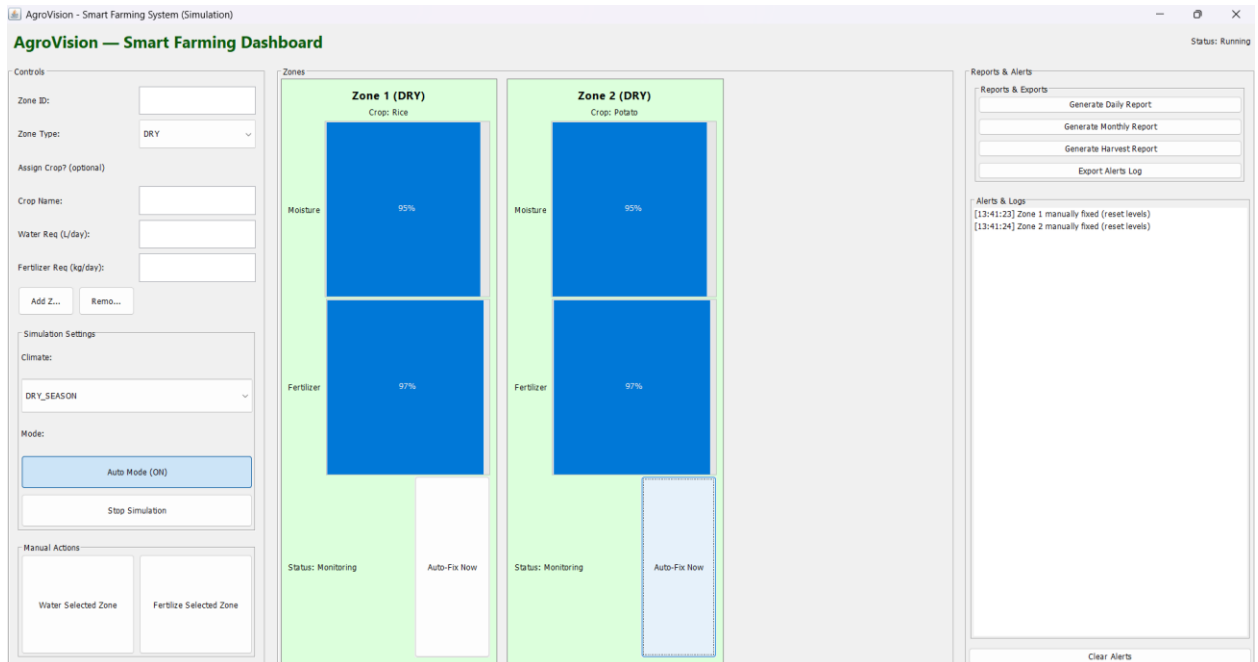 AgroVision - Smart Farming System (Simulation)
AgroVision — Smart Farming Dashboard
Status: Running
Controls
Zone ID:
Zone Type:
DRY
Assign Crop? (optional)
Crop Name:
Water Req (L/day):
Fertilizer Req (kg/day):
Add Z...
Remo...
Simulation Settings
Climate:
DRY_SEASON
Mode:
Auto Mode (ON)
Stop Simulation
Manual Actions
Water Selected Zone
Fertilize Selected Zone
Zones
Zone 1 (DRY)
Crop: Rice
Moisture
95%
Fertilizer
97%
Status: Monitoring
Auto-Fix Now
Zone 2 (DRY)
Crop: Potato
Moisture
95%
Fertilizer
97%
Status: Monitoring
Auto-Fix Now
Reports & Alerts
Reports & Exports
Generate Daily Report
Generate Monthly Report
Generate Harvest Report
Export Alerts Log
Alerts & Logs
[13:41:23] Zone 1 manually fixed (reset levels)
[13:41:24] Zone 2 manually fixed (reset levels)
Clear Alerts